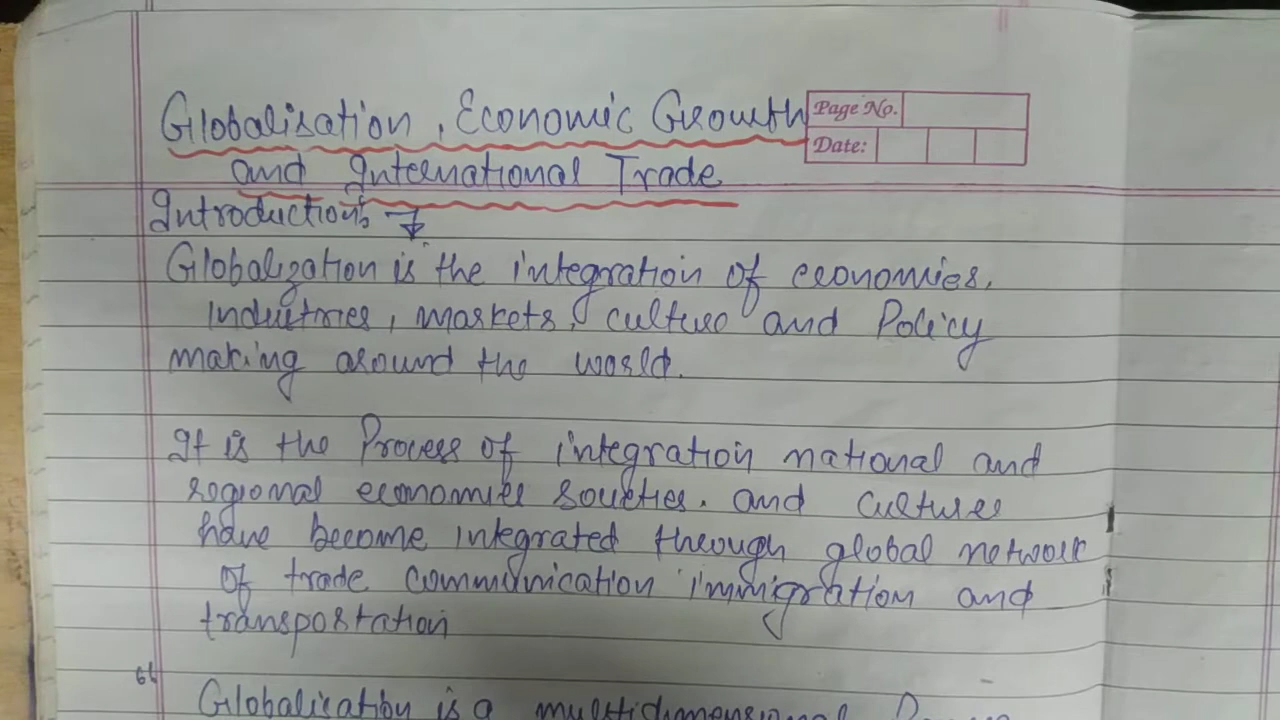 Globalisation, Economic Growth
Page No.
Date:
and International Trade
Introduction
Globalization is the integration of economies,
Industries, markets, culture and Policy
making around the world.
It is the Process of integration national and
regional economies societies. and cultures
have become integrated through global network
of trade communication immigration and
transportation
Globalisation is a multidimensional